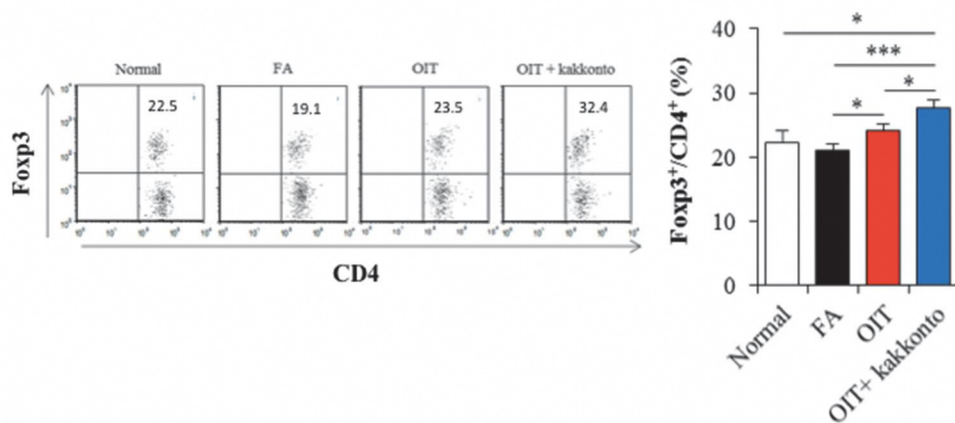 Normal
FA
OIT
OIT + kakkonto
22.5
19.1
23.5
32.4
Foxp3
CD4
*
***
*
*
40
30
20
10
0
Foxp3⁺/CD4⁺ (%)
Normal
FA
OIT
OIT+ kakkonto